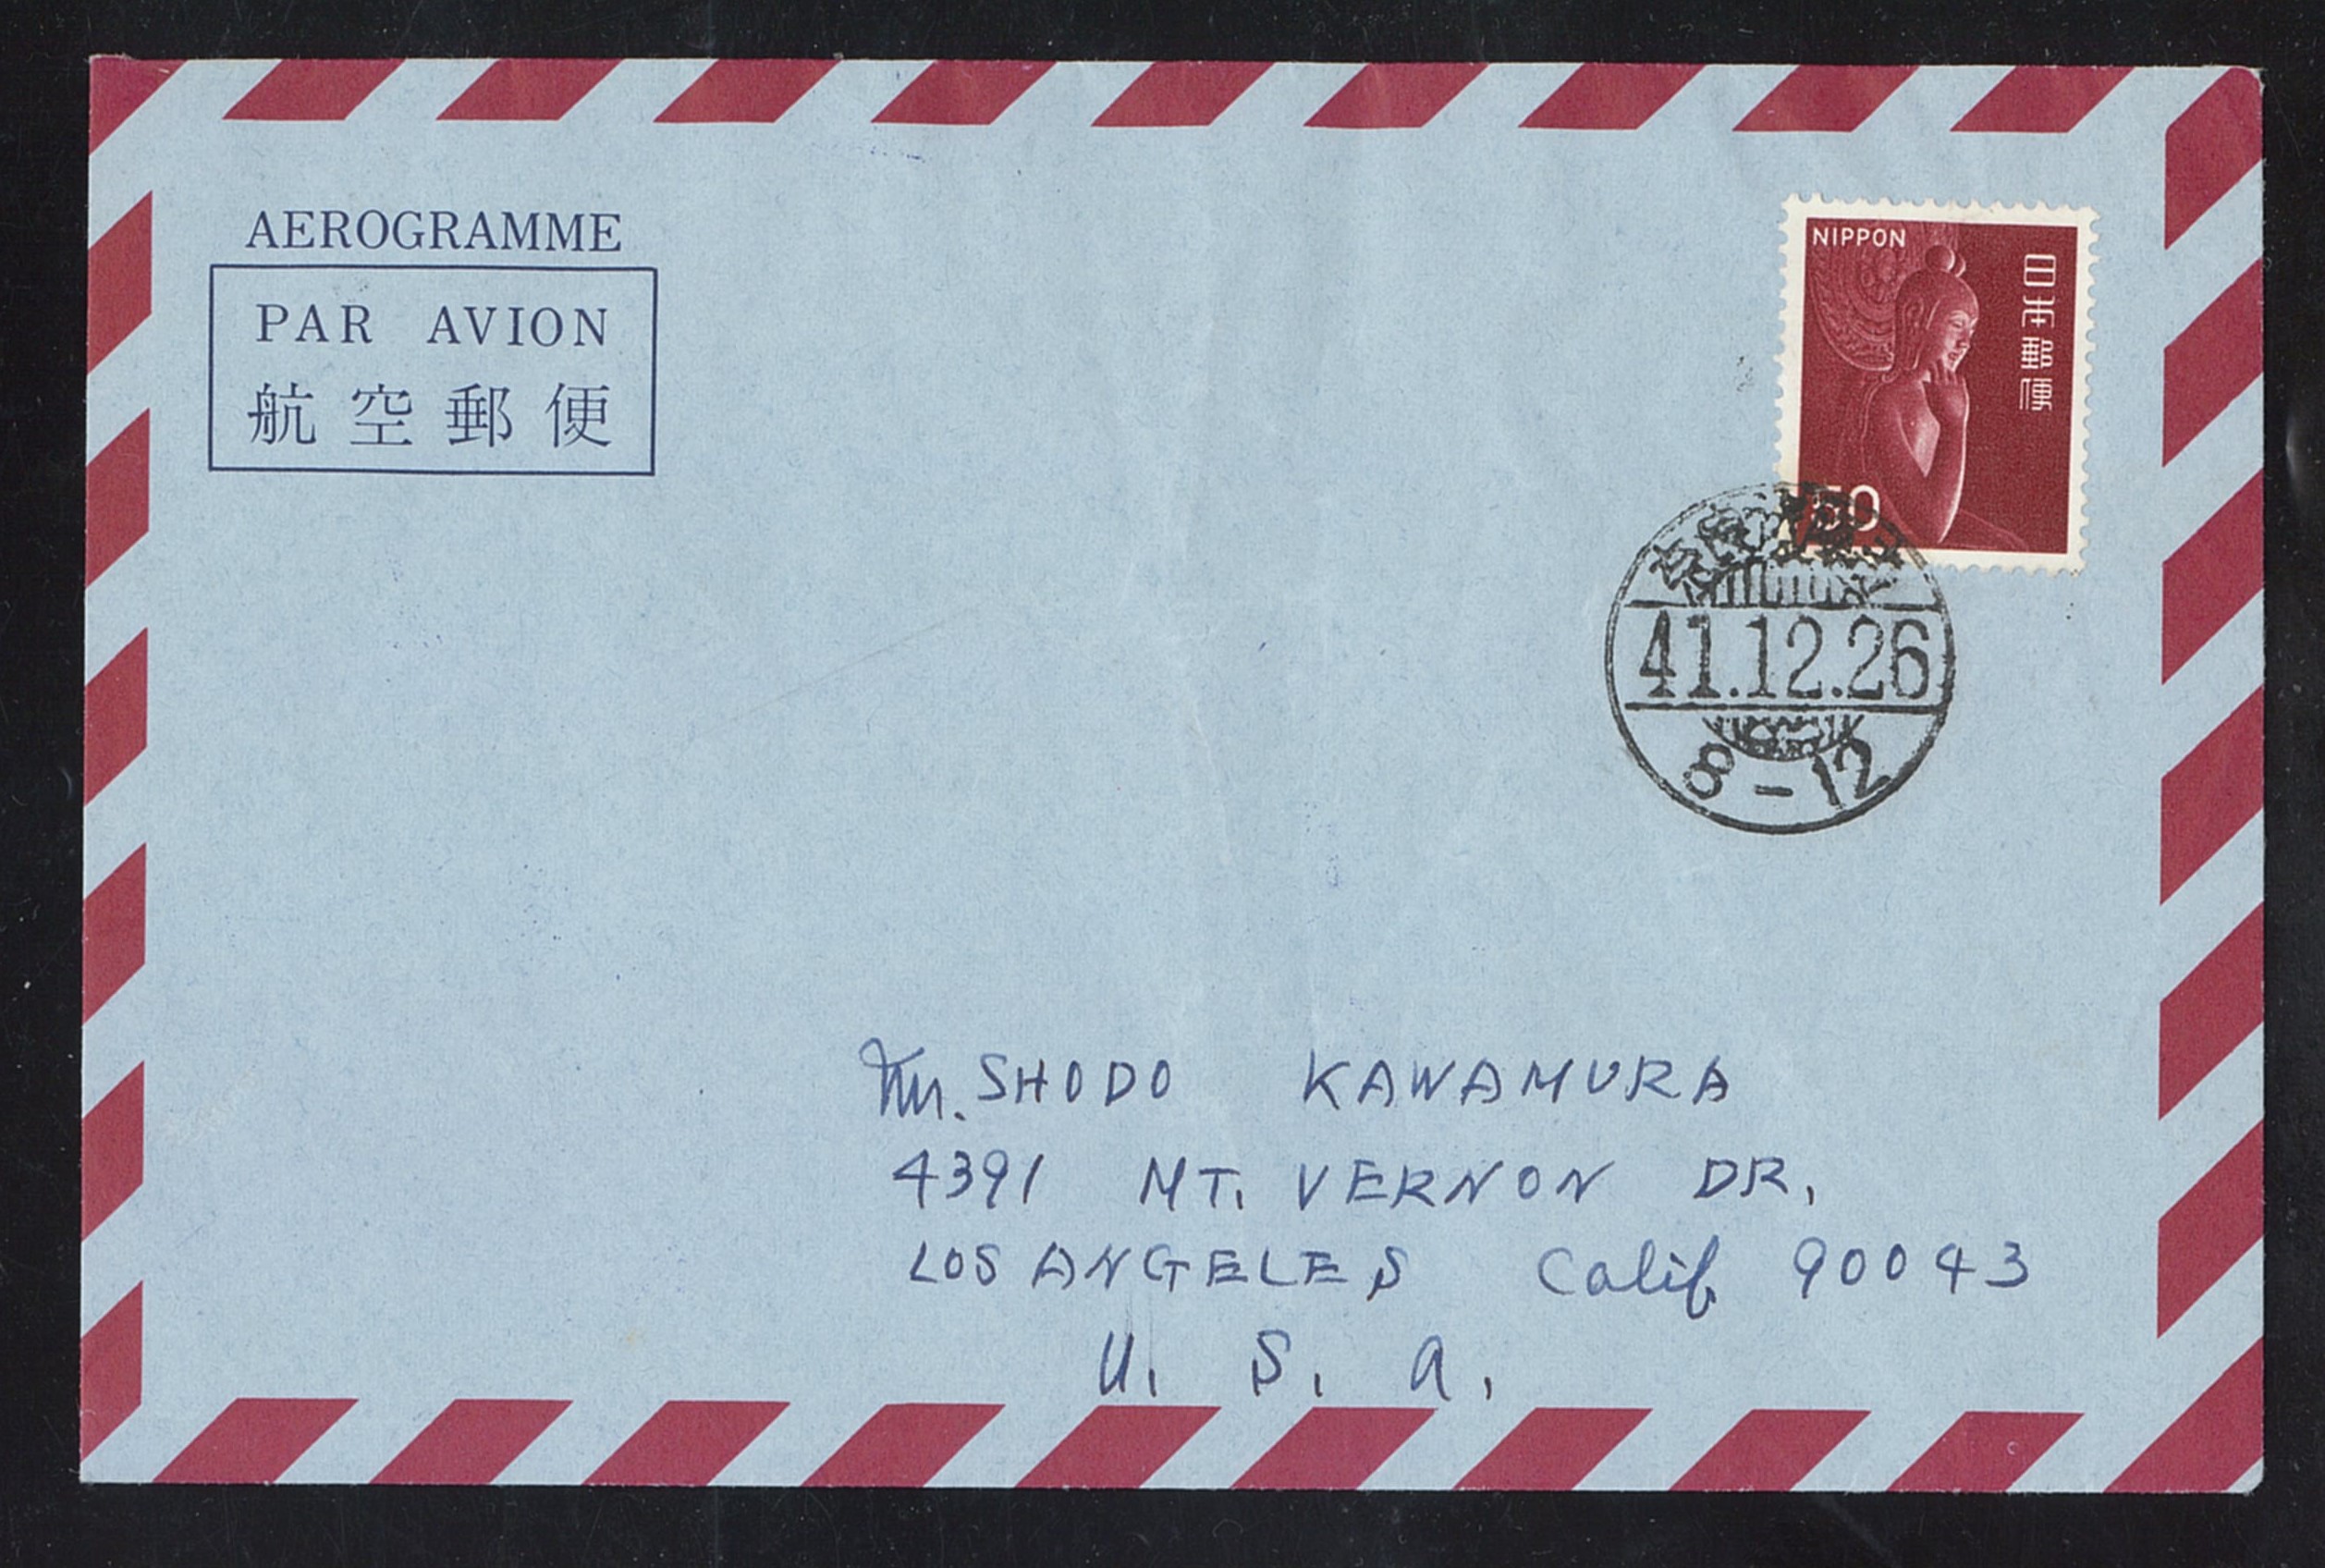 AEROGRAMME
PAR AVION
航空郵便
NIPPON
日本郵便
50
41.12.26
8-12
Mr. SHODO KAWAMURA
4391 MT. VERNON DR.
LOS ANGELES Calif 90043
U. S. A.